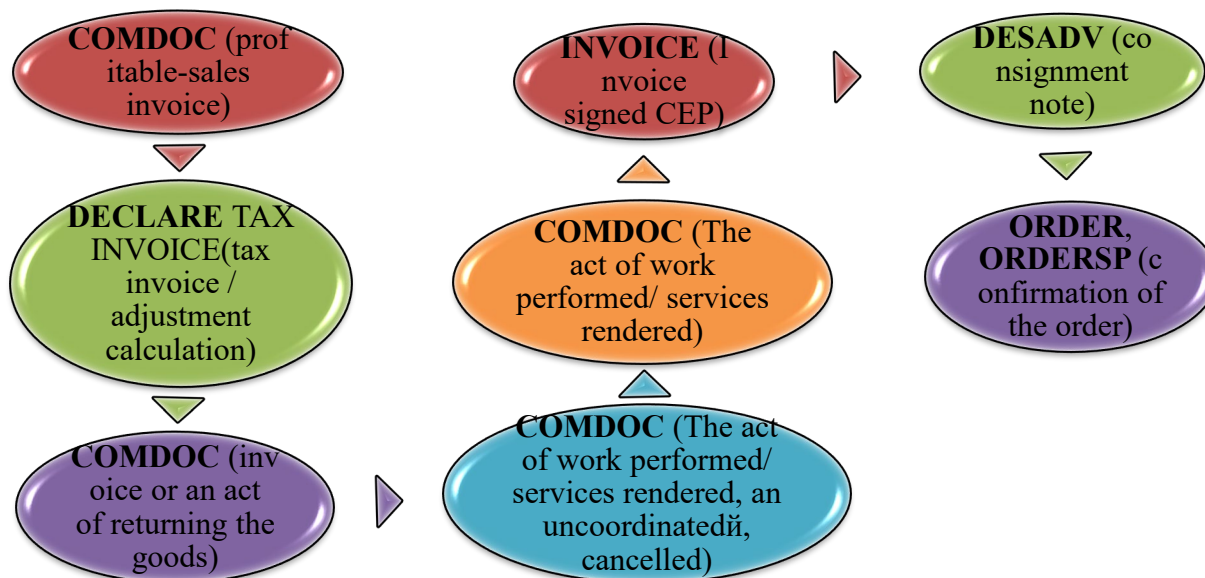 COMDOC (prof
itable-sales
invoice)
DECLARE TAX
INVOICE(tax
invoice /
adjustment
calculation)
COMDOC (inv
oice or an act
of returning the
goods)
COMDOC (The act
of work performed/
services rendered, an
uncoordinatedй,
cancelled)
COMDOC (The
act of work
performed/ services
rendered)
INVOICE (I
nvoice
signed CEP)
DESADV (co
nsignment
note)
ORDER,
ORDERSP (c
onfirmation of
the order)